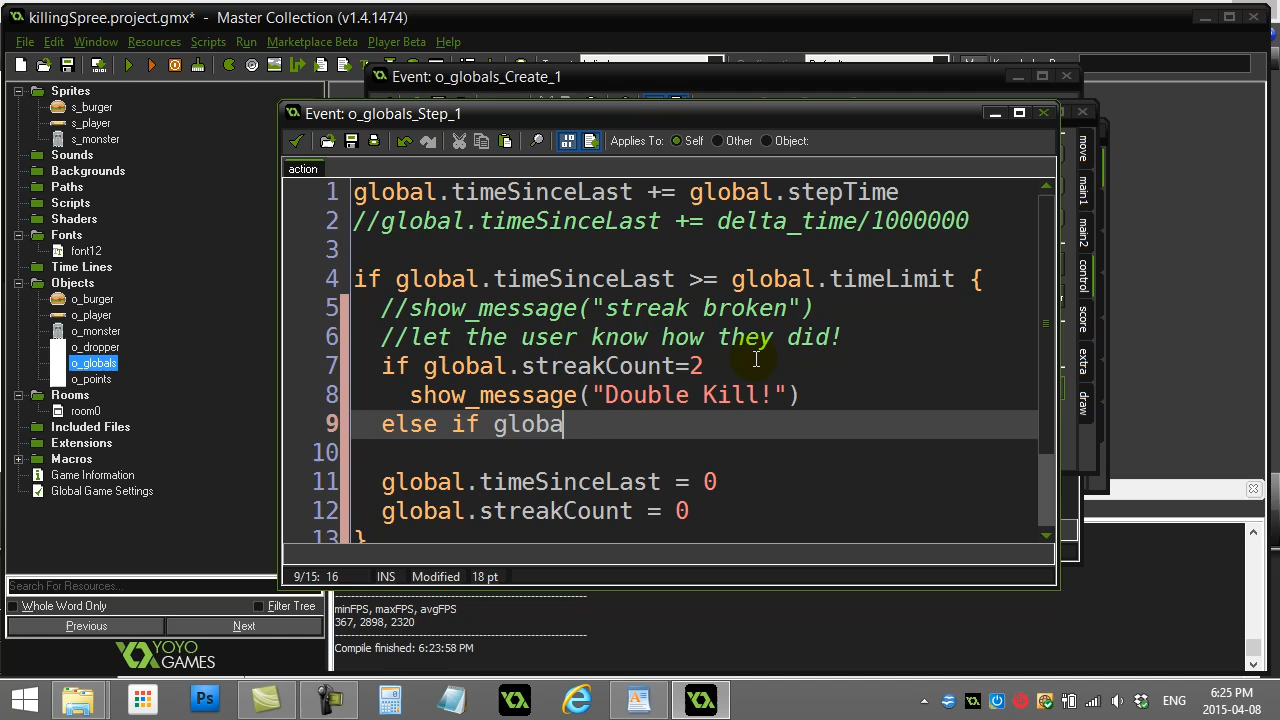 killingSpree.project.gmx* - Master Collection (v1.4.1474)
File Edit Window Resources Scripts Run Marketplace Beta Player Beta Help
Event: o_globals_Create_1
Event: o_globals_Step_1
Applies To: Self Other Object:
action
Sprites
s_burger
s_player
s_monster
Sounds
Backgrounds
Paths
Scripts
Shaders
Fonts
font12
Time Lines
Objects
o_burger
o_player
o_monster
o_dropper
o_globals
o_points
Rooms
room0
Included Files
Extensions
Macros
Game Information
Global Game Settings
1 global.timeSinceLast += global.stepTime
2 //global.timeSinceLast += delta_time/1000000
3
4 if global.timeSinceLast >= global.timeLimit {
5 //show_message("streak broken")
6 //let the user know how they did!
7 if global.streakCount=2
8 show_message("Double Kill!")
9 else if globa
10
11 global.timeSinceLast = 0
12 global.streakCount = 0
13 }
9/15: 16 INS Modified 18 pt
move
main1
main2
control
score
extra
draw
Search For Resources...
Whole Word Only Filter Tree
Previous Next
YOYO GAMES
minFPS, maxFPS, avgFPS
367, 2898, 2320
Compile finished: 6:23:58 PM
Ps
ENG
6:25 PM
2015-04-08